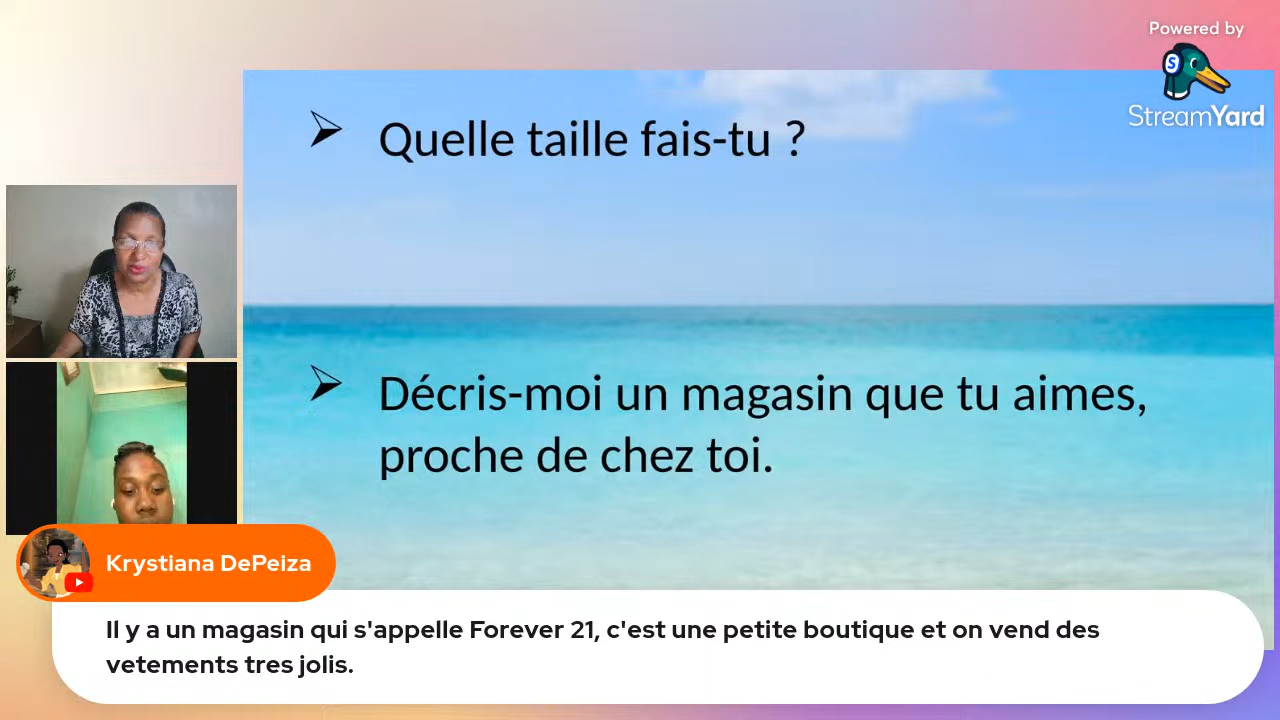 Powered by
StreamYard
Quelle taille fais-tu ?
Décris-moi un magasin que tu aimes,
proche de chez toi.
Krystiana DePeiza
Il y a un magasin qui s'appelle Forever 21, c'est une petite boutique et on vend des
vetements tres jolis.